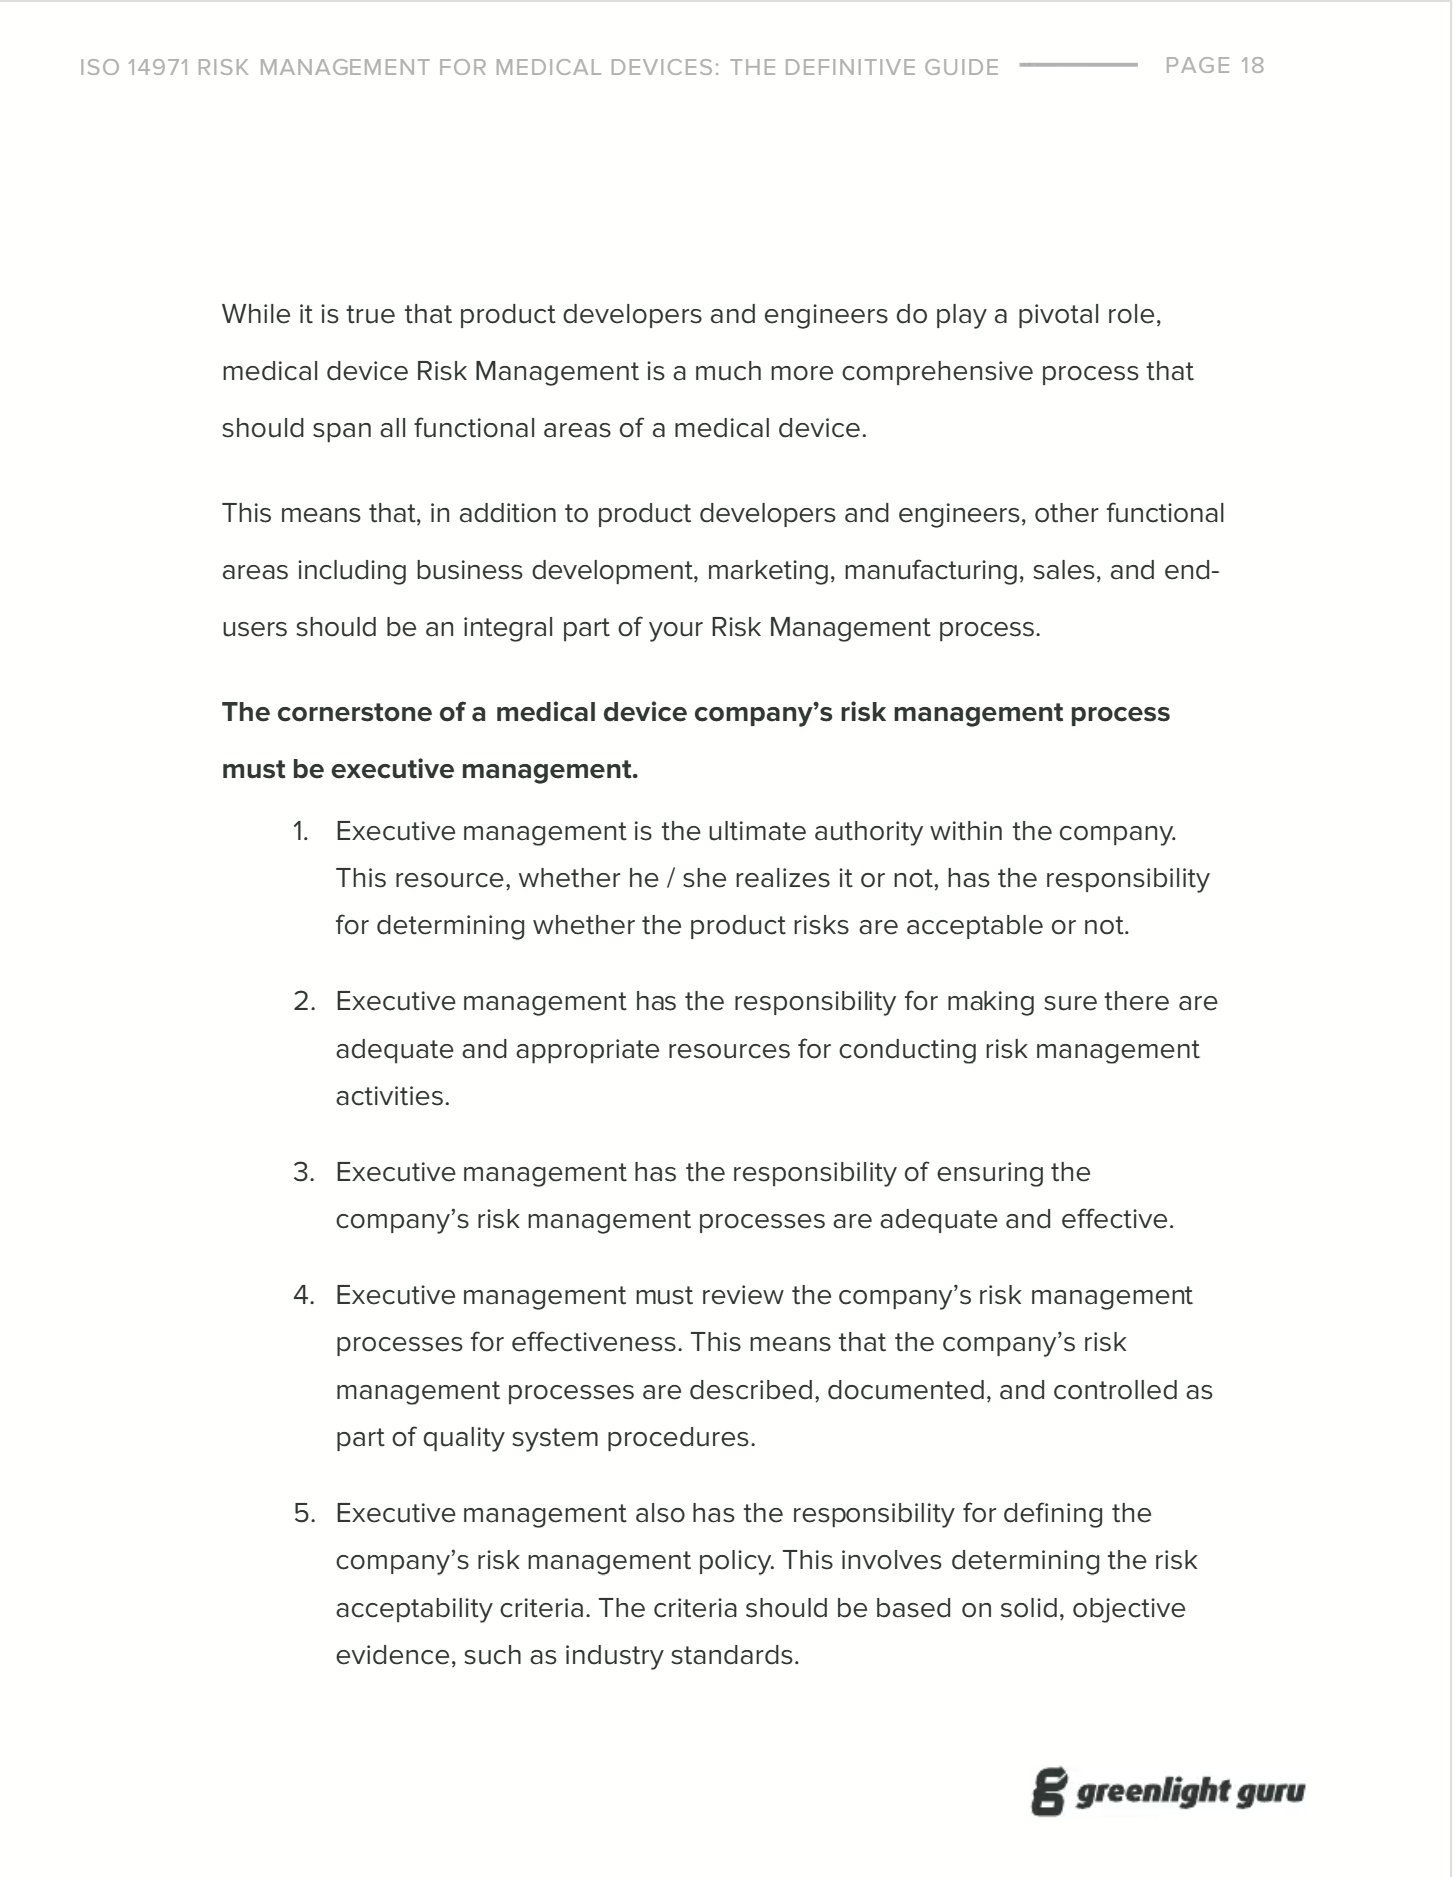 ISO 14971 RISK MANAGEMENT FOR MEDICAL DEVICES: THE DEFINITIVE GUIDE PAGE 18
While it is true that product developers and engineers do play a pivotal role,
medical device Risk Management is a much more comprehensive process that
should span all functional areas of a medical device.
This means that, in addition to product developers and engineers, other functional
areas including business development, marketing, manufacturing, sales, and end-
users should be an integral part of your Risk Management process.
The cornerstone of a medical device company’s risk management process
must be executive management.
1. Executive management is the ultimate authority within the company.
This resource, whether he / she realizes it or not, has the responsibility
for determining whether the product risks are acceptable or not.
2. Executive management has the responsibility for making sure there are
adequate and appropriate resources for conducting risk management
activities.
3. Executive management has the responsibility of ensuring the
company’s risk management processes are adequate and effective.
4. Executive management must review the company’s risk management
processes for effectiveness. This means that the company’s risk
management processes are described, documented, and controlled as
part of quality system procedures.
5. Executive management also has the responsibility for defining the
company’s risk management policy. This involves determining the risk
acceptability criteria. The criteria should be based on solid, objective
evidence, such as industry standards.
greenlight guru